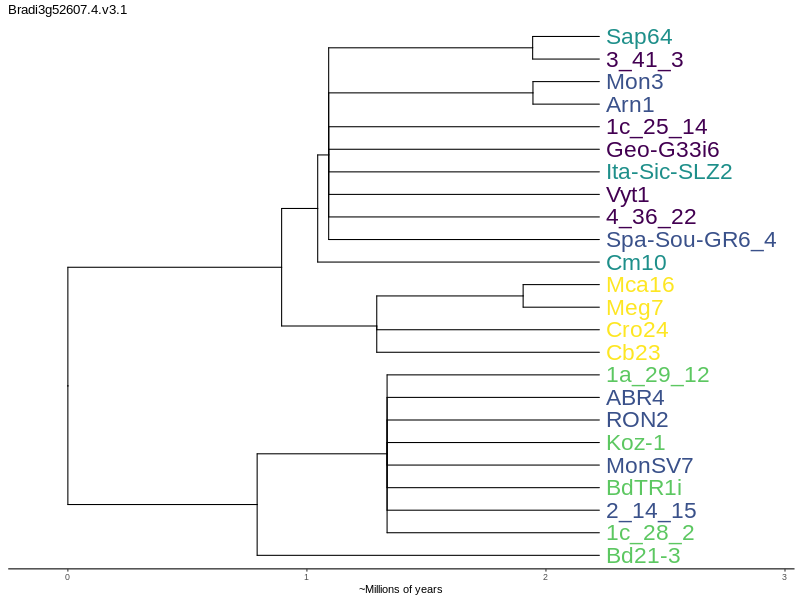 Bradi3g52607.4.v3.1
Sap64
3_41_3
Mon3
Arn1
1c_25_14
Geo-G33i6
Ita-Sic-SLZ2
Vyt1
4_36_22
Spa-Sou-GR6_4
Cm10
Mca16
Meg7
Cro24
Cb23
1a_29_12
ABR4
RON2
Koz-1
MonSV7
BdTR1i
2_14_15
1c_28_2
Bd21-3
0 1 2 3
~Millions of years